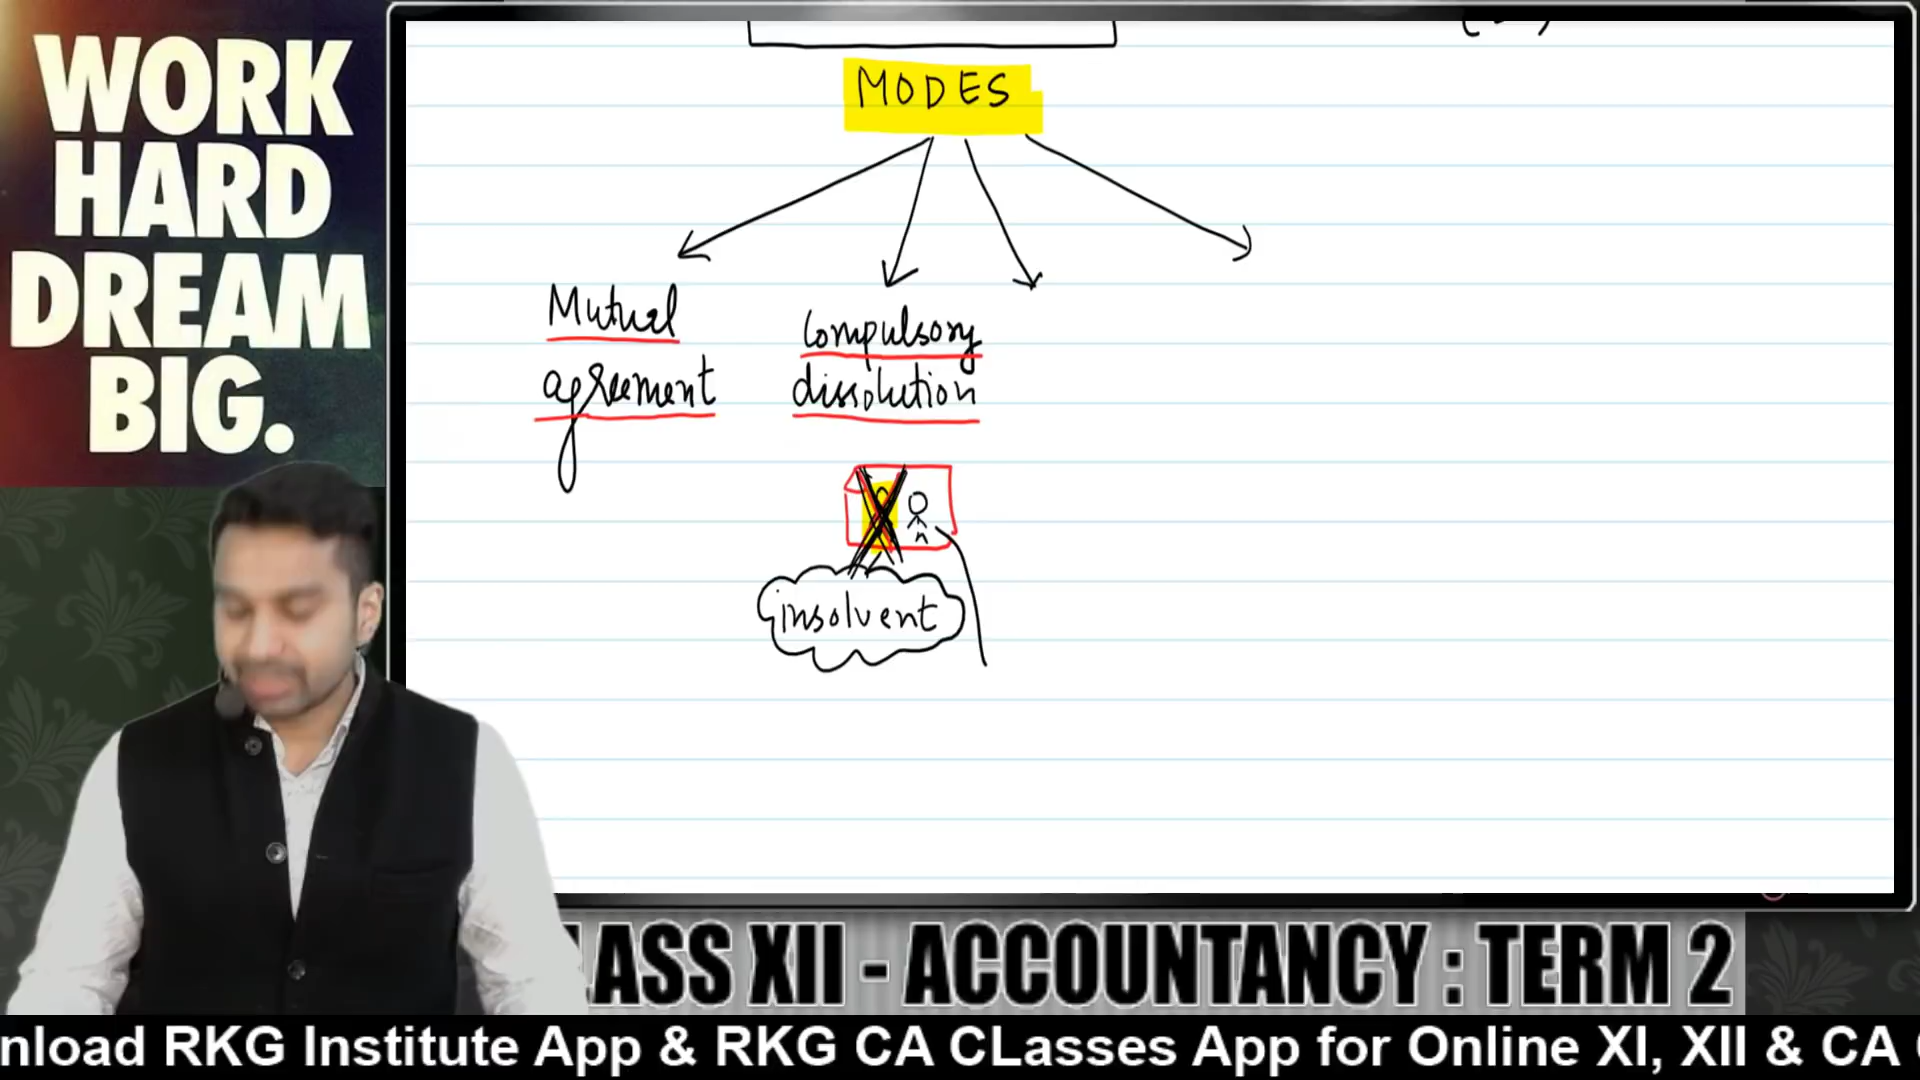 WORK
HARD
DREAM
BIG.
MODES
Mutual
agreement
Compulsory
dissolution
insolvent
LASS XII - ACCOUNTANCY : TERM 2
nload RKG Institute App & RKG CA CLasses App for Online XI, XII & CA